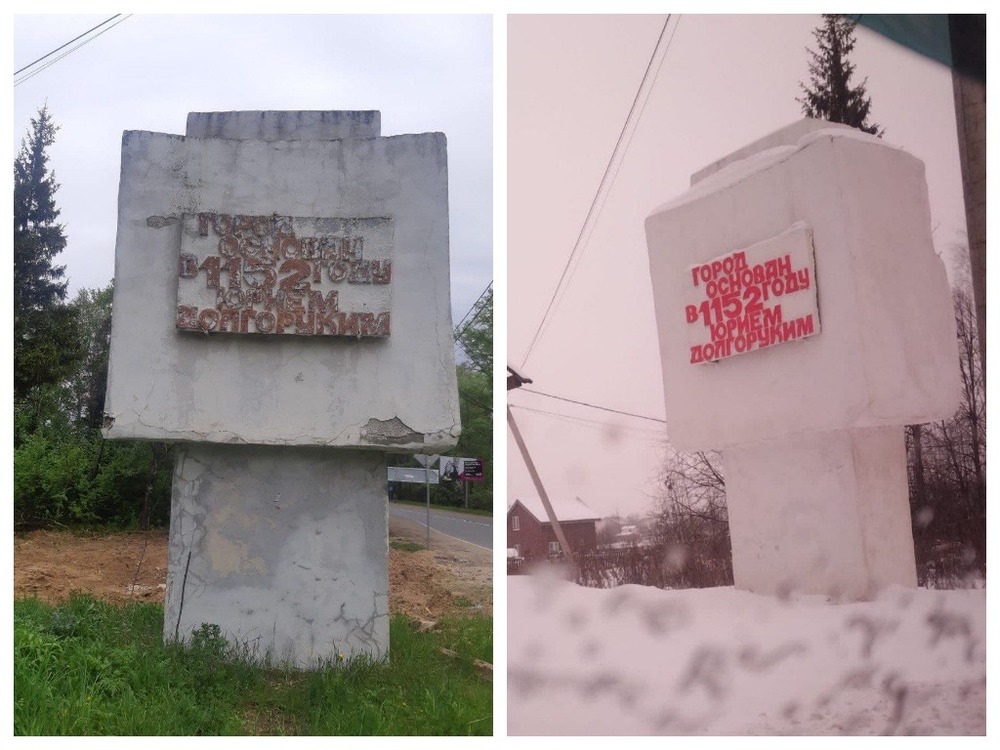 ГОРОД
ОСНОВАН
В 1152 ГОДУ
ЮРИЕМ
ДОЛГОРУКИМ
ГОРОД
ОСНОВАН
В 1152 ГОДУ
ЮРИЕМ
ДОЛГОРУКИМ